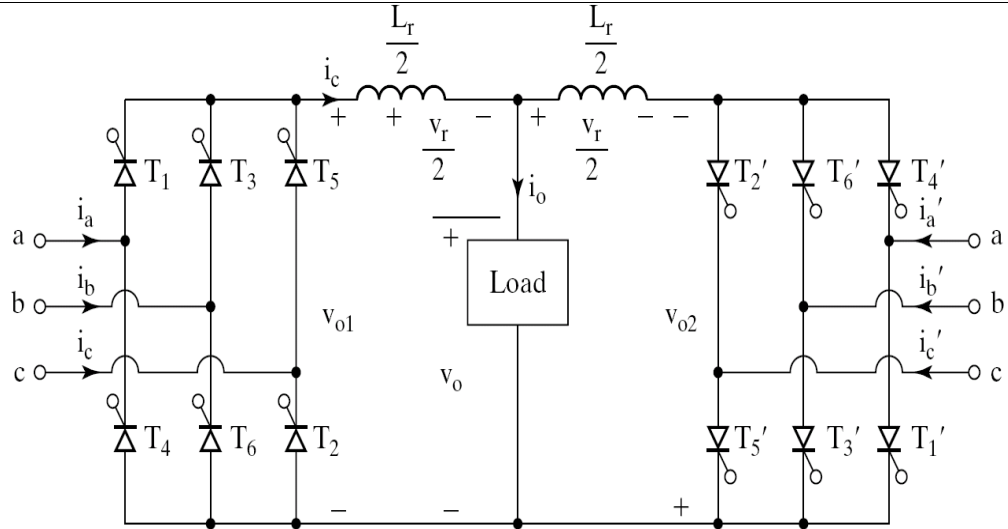 L_r/2 L_r/2
i_c
+ + v_r/2 − + v_r/2 − −
T_1 T_3 T_5 T_2′ T_6′ T_4′
i_o
i_a i_a′
a a
+
Load
i_b i_b′
b b
v_o1 v_o2
i_c i_c′
c c
v_o
T_4 T_6 T_2 T_5′ T_3′ T_1′
− − +